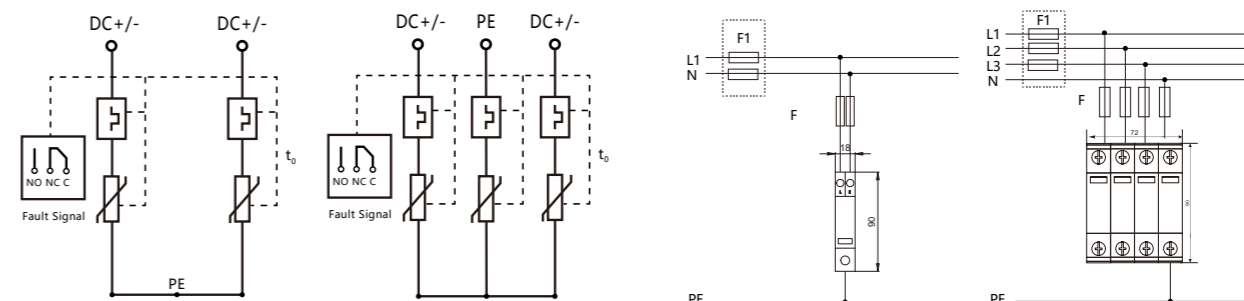 DC+/- DC+/-
NO NC C
t₀
Fault Signal
PE
DC+/- PE DC+/-
NO NC C
t₀
Fault Signal
F1
L1
N
F
18
90
PE
F1
L1
L2
L3
N
F
72
90
PE